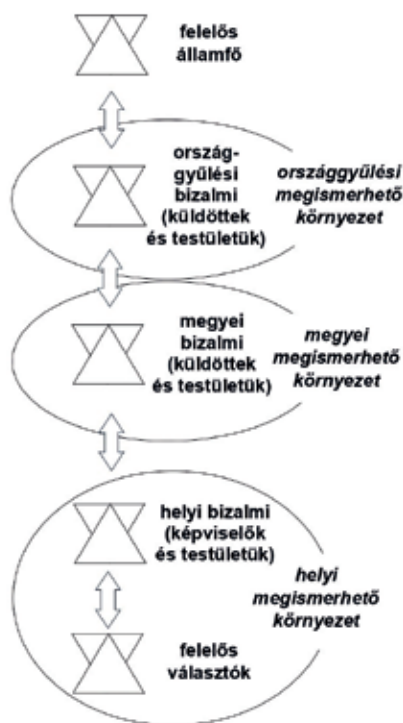 felelős
államfő
ország-
gyűlési
bizalmi
(küldöttek
és testületük)
országgyűlési
megismerhető
környezet
megyei
bizalmi
(küldöttek
és testületük)
megyei
megismerhető
környezet
helyi bizalmi
(képviselők
és testületük)
helyi
megismerhető
környezet
felelős
választók